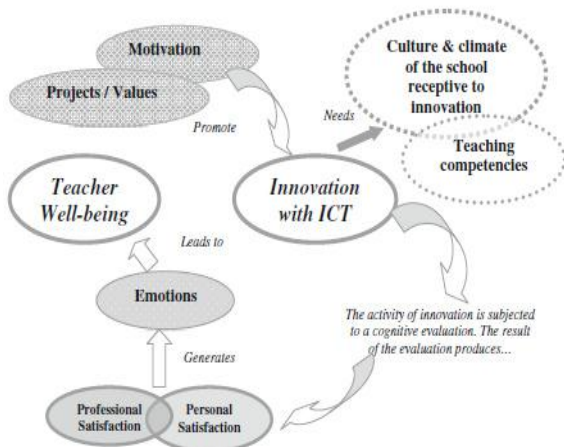 Motivation
Projects / Values
Promote
Culture & climate
of the school
receptive to
innovation
Needs
Teaching
competencies
Teacher
Well-being
Innovation
with ICT
Leads to
Emotions
The activity of innovation is subjected
to a cognitive evaluation. The result
of the evaluation produces…
Generates
Professional
Satisfaction
Personal
Satisfaction